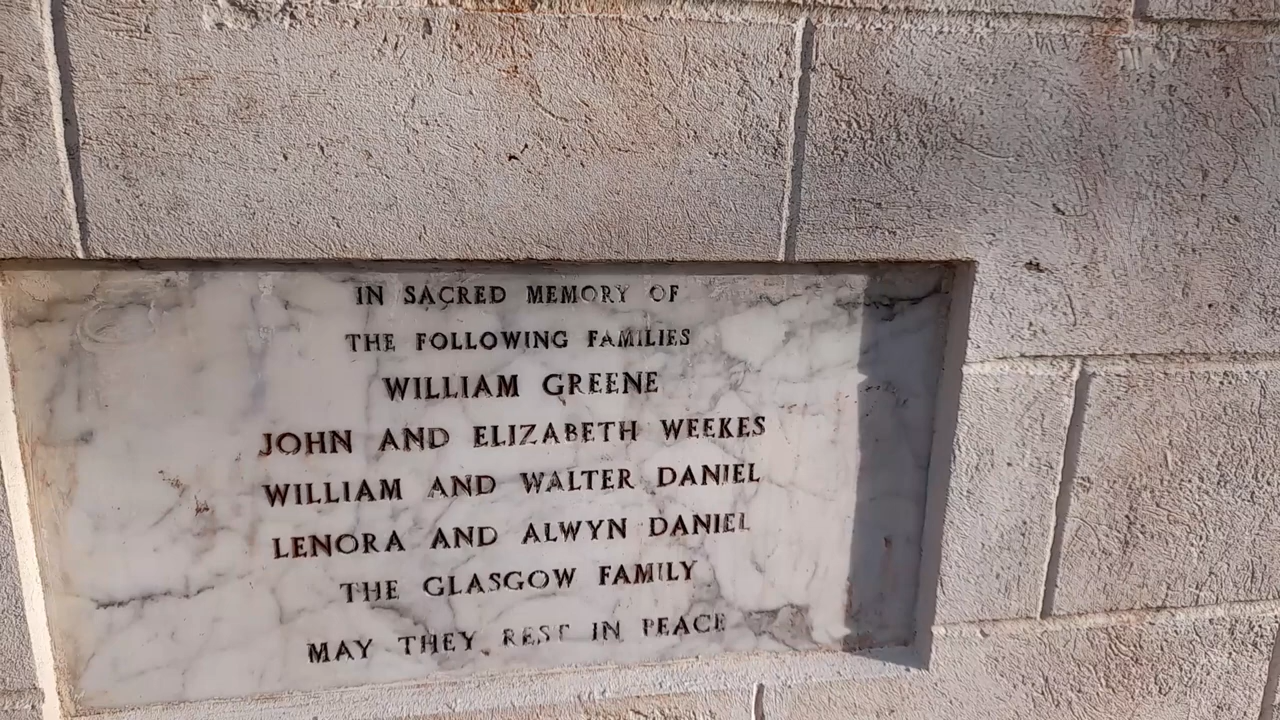 IN SACRED MEMORY OF
THE FOLLOWING FAMILIES
WILLIAM GREENE
JOHN AND ELIZABETH WEEKES
WILLIAM AND WALTER DANIEL
LENORA AND ALWYN DANIEL
THE GLASGOW FAMILY
MAY THEY REST IN PEACE